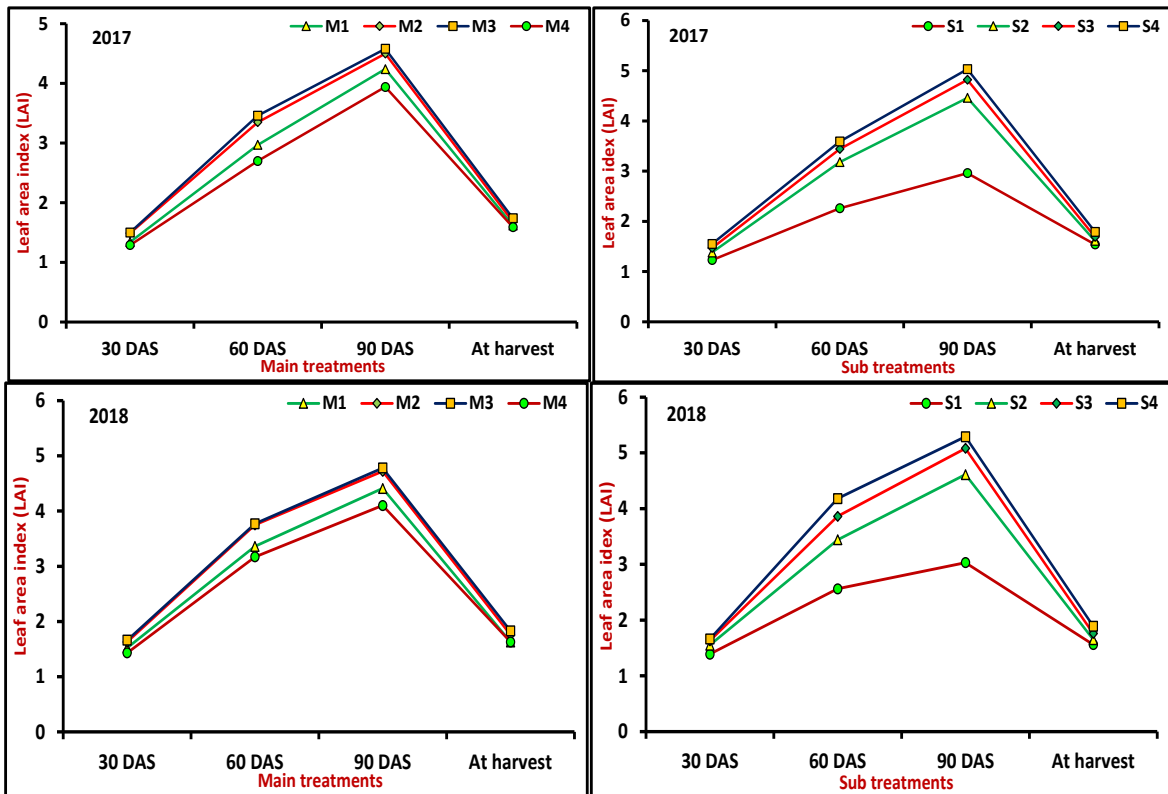 2017
M1 M2 M3 M4
Leaf area index (LAI)
5
4
3
2
1
0
30 DAS 60 DAS 90 DAS At harvest
Main treatments
2017
S1 S2 S3 S4
Leaf area index (LAI)
6
5
4
3
2
1
0
30 DAS 60 DAS 90 DAS At harvest
Sub treatments
2018
M1 M2 M3 M4
Leaf area index (LAI)
6
5
4
3
2
1
0
30 DAS 60 DAS 90 DAS At harvest
Main treatments
2018
S1 S2 S3 S4
Leaf area index (LAI)
6
5
4
3
2
1
0
30 DAS 60 DAS 90 DAS At harvest
Sub treatments